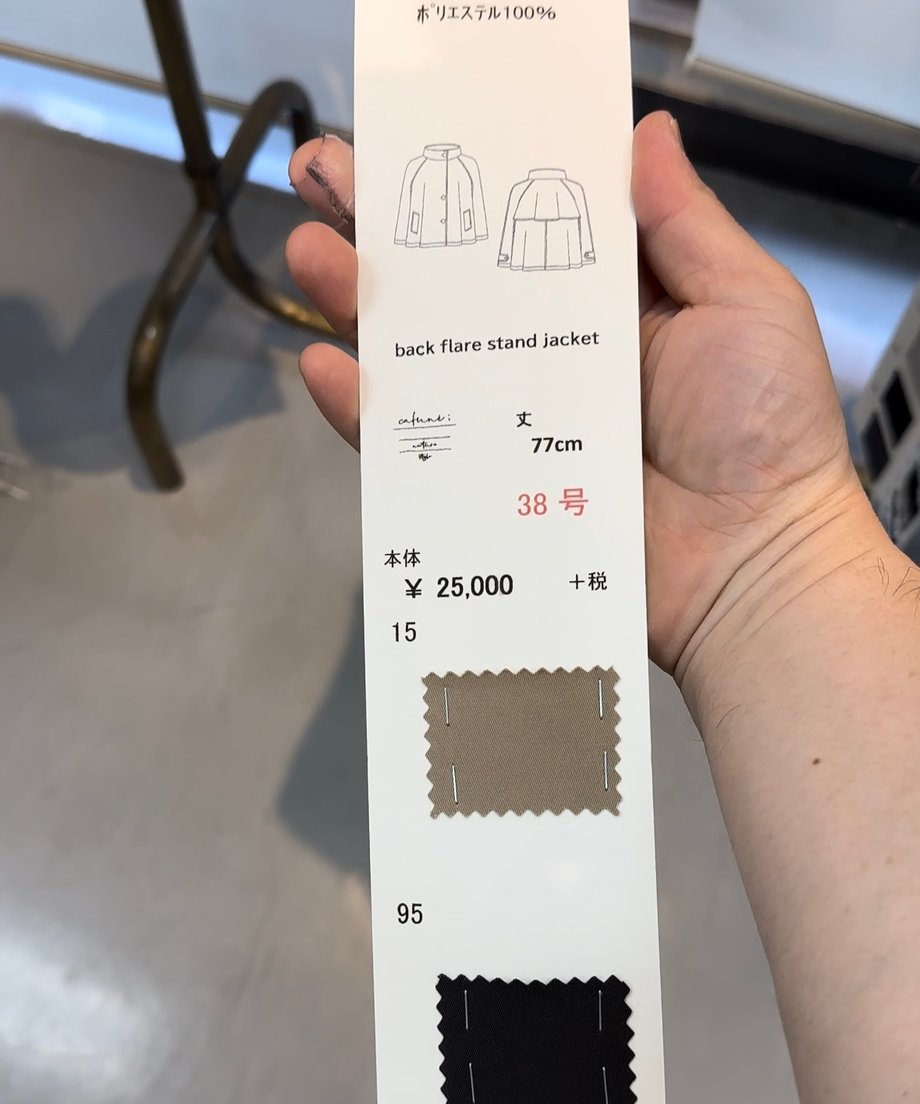 ポリエステル100%
back flare stand jacket
cafune:
丈
77cm
38 号
本体
¥ 25,000 +税
15
95